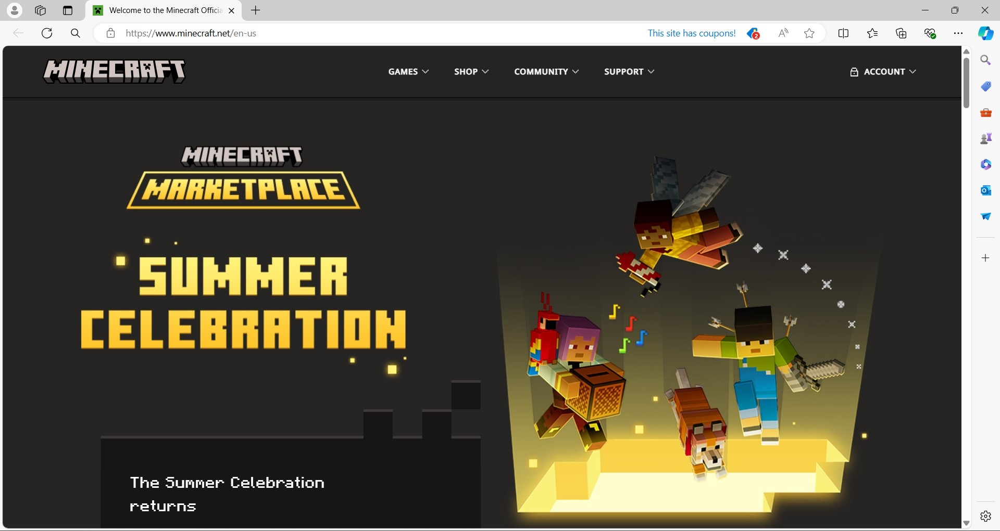 Welcome to the Minecraft Officia
https://www.minecraft.net/en-us
This site has coupons!
2
MINECRAFT
GAMES
SHOP
COMMUNITY
SUPPORT
ACCOUNT
MINECRAFT
MARKETPLACE
SUMMER
CELEBRATION
The Summer Celebration
returns